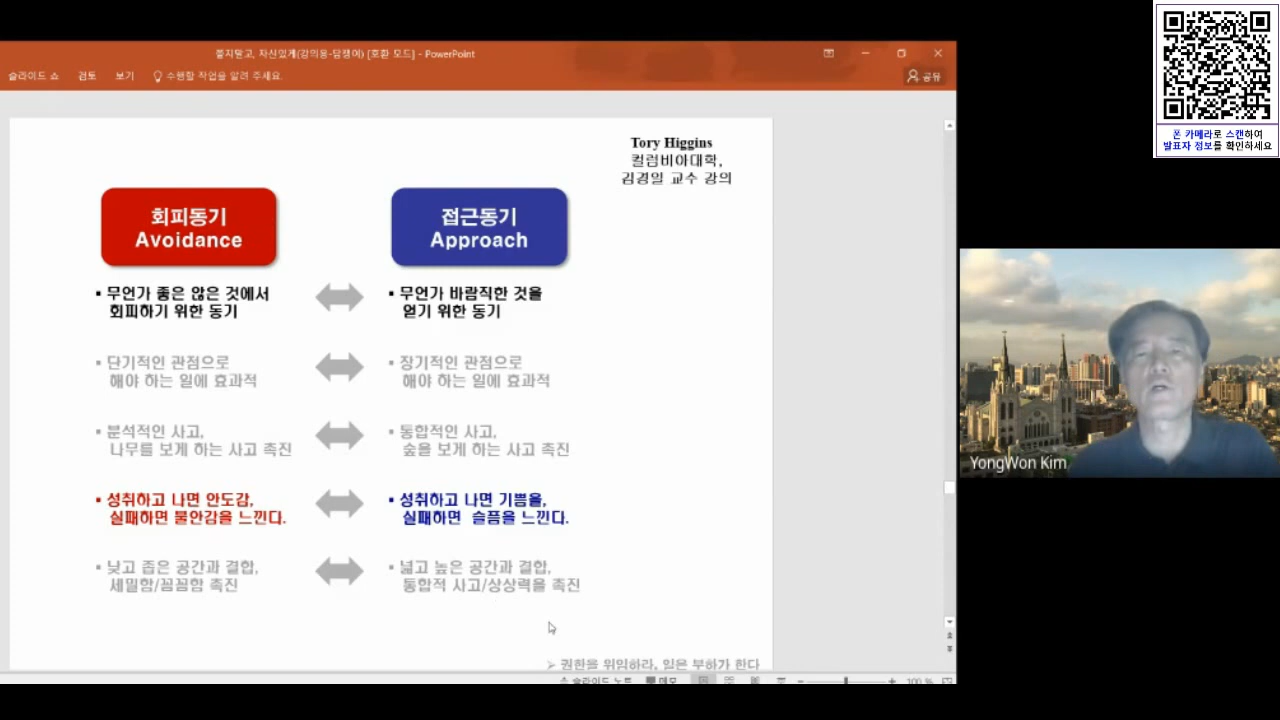 쫄지말고, 자신있게(강의용-담쟁이) [호환 모드] - PowerPoint
슬라이드 쇼 검토 보기 수행할 작업을 알려 주세요.
공유
Tory Higgins
컬럼비아대학,
김경일 교수 강의
회피동기
Avoidance
접근동기
Approach
▪ 무언가 좋은 않은 것에서
회피하기 위한 동기
▪ 무언가 바람직한 것을
얻기 위한 동기
▪ 단기적인 관점으로
해야 하는 일에 효과적
▪ 장기적인 관점으로
해야 하는 일에 효과적
▪ 분석적인 사고,
나무를 보게 하는 사고 촉진
▪ 통합적인 사고,
숲을 보게 하는 사고 촉진
▪ 성취하고 나면 안도감,
실패하면 불안감을 느낀다.
▪ 성취하고 나면 기쁨을,
실패하면 슬픔을 느낀다.
▪ 낮고 좁은 공간과 결합,
세밀함/꼼꼼함 촉진
▪ 넓고 높은 공간과 결합,
통합적 사고/상상력을 촉진
➢ 권한을 위임하라, 일은 부하가 한다
슬라이드 노트 메모 100 %
YongWon Kim
폰 카메라로 스캔하여
발표자 정보를 확인하세요